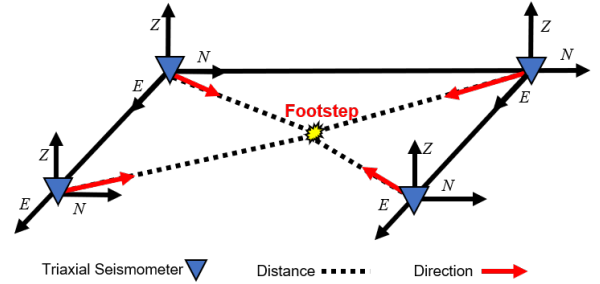 Z
Z
N
N
E
E
Footstep
Z
Z
E
N
E
N
Triaxial Seismometer
Distance
Direction